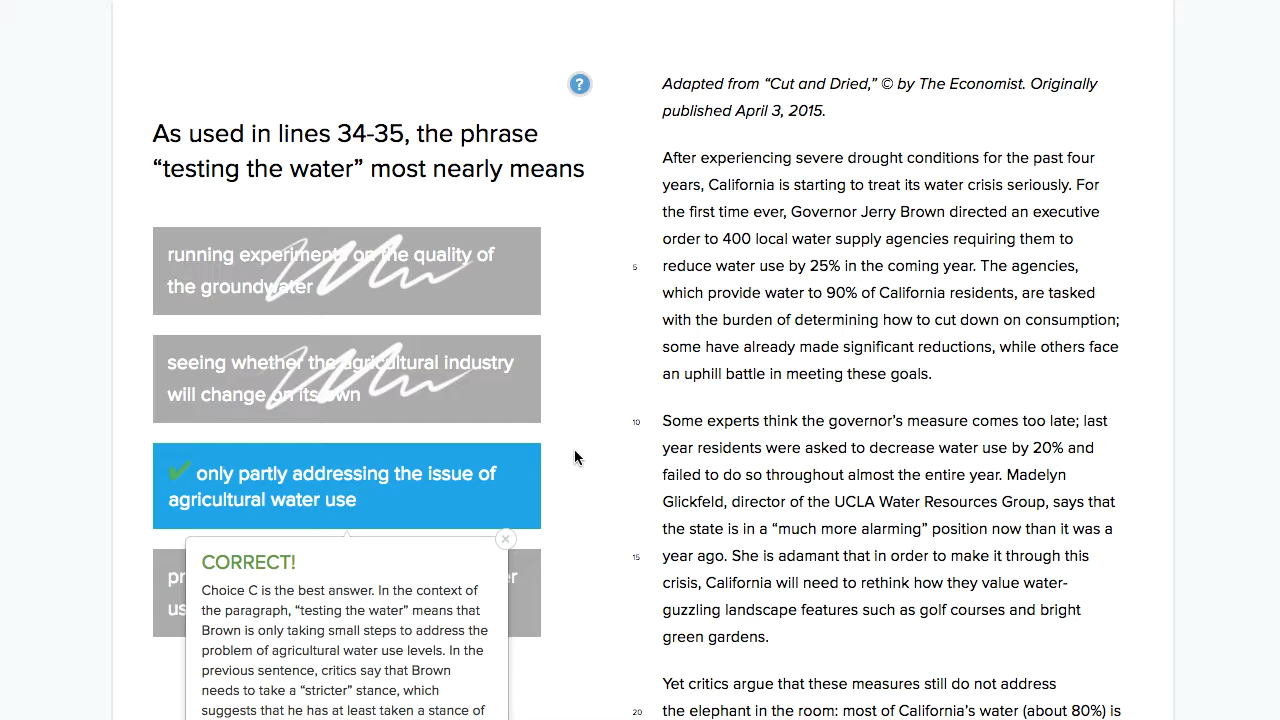 ?
As used in lines 34-35, the phrase
“testing the water” most nearly means
running experiments on the quality of
the groundwater
seeing whether the agricultural industry
will change on its own
✔ only partly addressing the issue of
agricultural water use
CORRECT!
Choice C is the best answer. In the context of
the paragraph, “testing the water” means that
Brown is only taking small steps to address the
problem of agricultural water use levels. In the
previous sentence, critics say that Brown
needs to take a “stricter” stance, which
suggests that he has at least taken a stance of
Adapted from “Cut and Dried,” © by The Economist. Originally
published April 3, 2015.
After experiencing severe drought conditions for the past four
years, California is starting to treat its water crisis seriously. For
the first time ever, Governor Jerry Brown directed an executive
order to 400 local water supply agencies requiring them to
5 reduce water use by 25% in the coming year. The agencies,
which provide water to 90% of California residents, are tasked
with the burden of determining how to cut down on consumption;
some have already made significant reductions, while others face
an uphill battle in meeting these goals.
10 Some experts think the governor’s measure comes too late; last
year residents were asked to decrease water use by 20% and
failed to do so throughout almost the entire year. Madelyn
Glickfeld, director of the UCLA Water Resources Group, says that
the state is in a “much more alarming” position now than it was a
15 year ago. She is adamant that in order to make it through this
crisis, California will need to rethink how they value water-
guzzling landscape features such as golf courses and bright
green gardens.
Yet critics argue that these measures still do not address
20 the elephant in the room: most of California’s water (about 80%) is